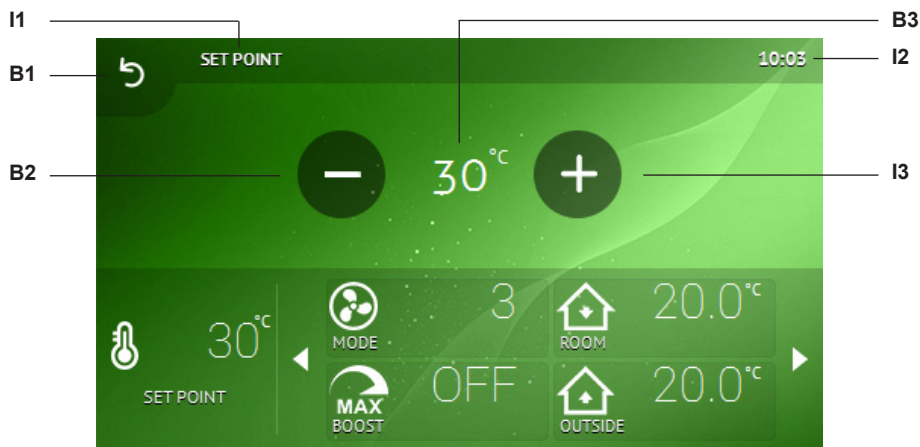 I1
B3
SET POINT
10:03
I2
B1
B2
30°C
I3
30°C
SET POINT
3
MODE
20.0°C
ROOM
OFF
MAX
BOOST
20.0°C
OUTSIDE